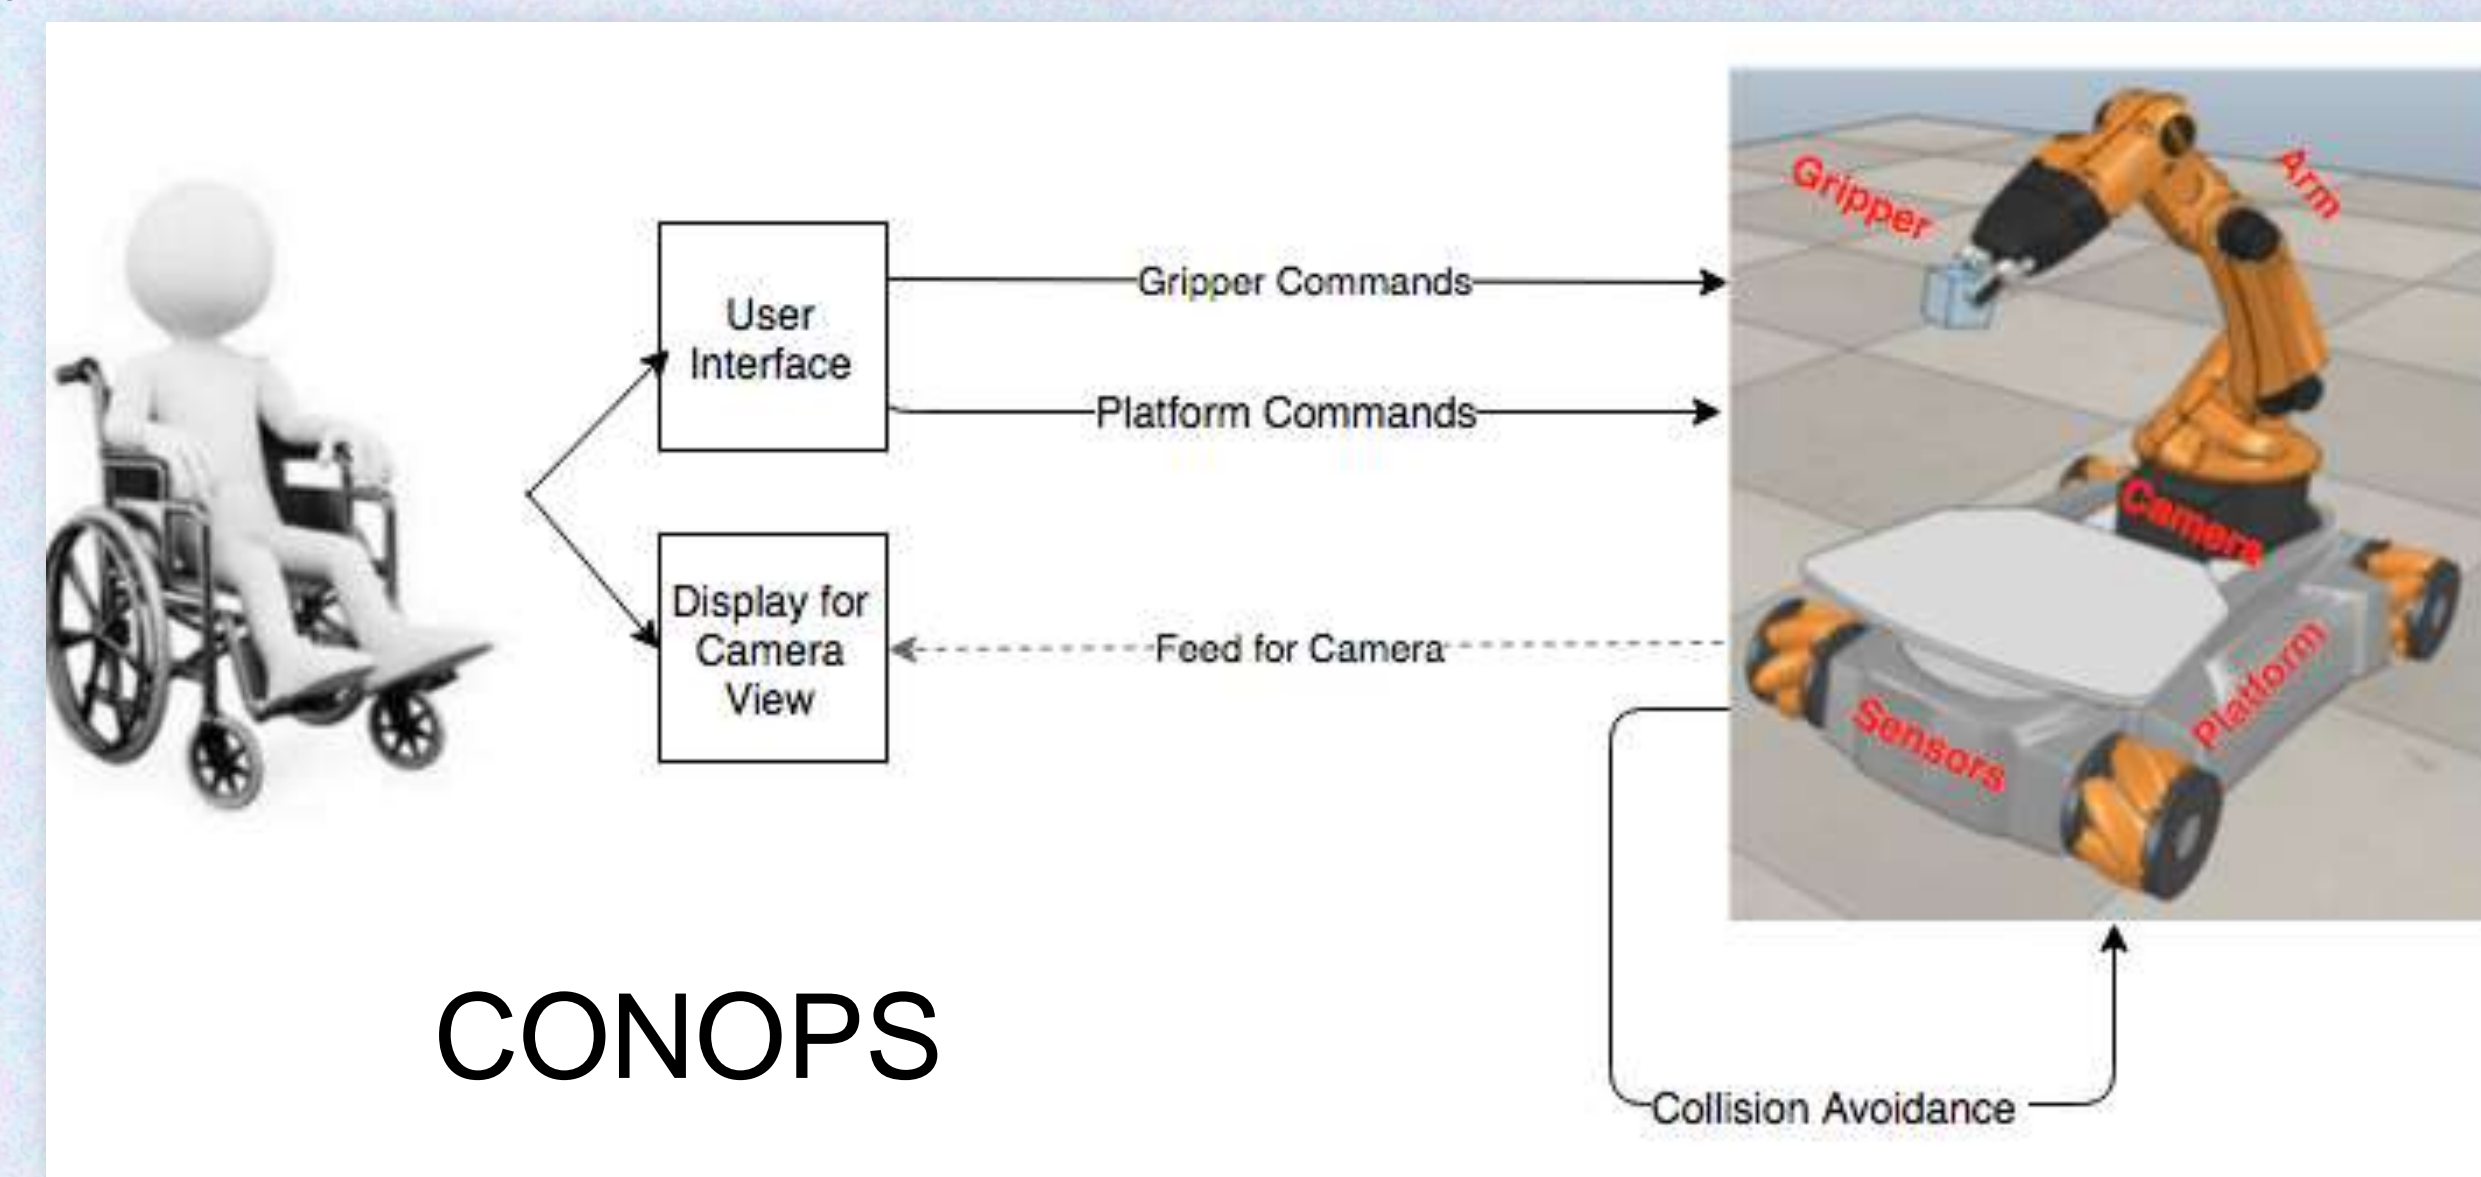 User
Interface
Gripper Commands
Platform Commands
Display for
Camera
View
Feed for Camera
Gripper
Arm
Camera
Sensors
Platform
Collision Avoidance
CONOPS